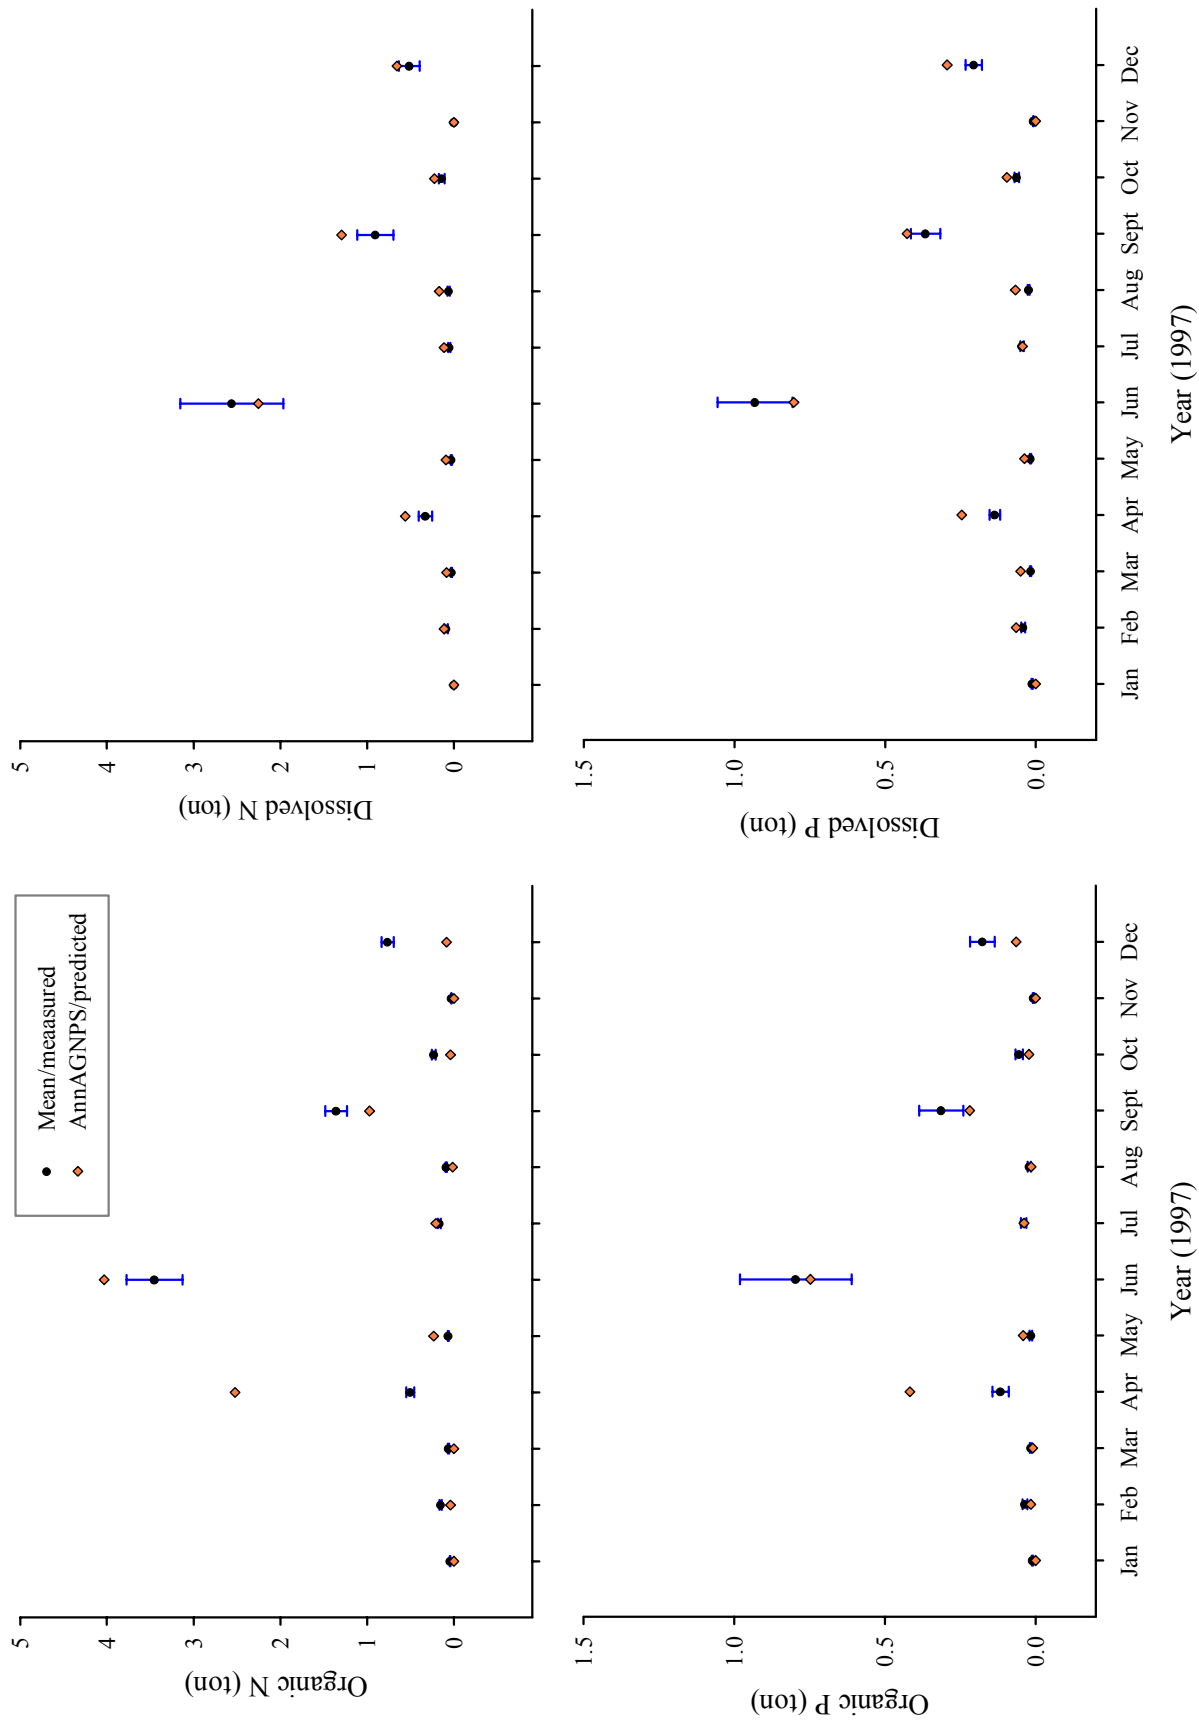 Mean/meaasured
AnnAGNPS/predicted
5
4
3
2
1
0
Organic N (ton)
5
4
3
2
1
0
Dissolved N (ton)
1.5
1.0
0.5
0.0
Organic P (ton)
Jan Feb Mar Apr May Jun Jul Aug Sept Oct Nov Dec
Year (1997)
1.5
1.0
0.5
0.0
Dissolved P (ton)
Jan Feb Mar Apr May Jun Jul Aug Sept Oct Nov Dec
Year (1997)